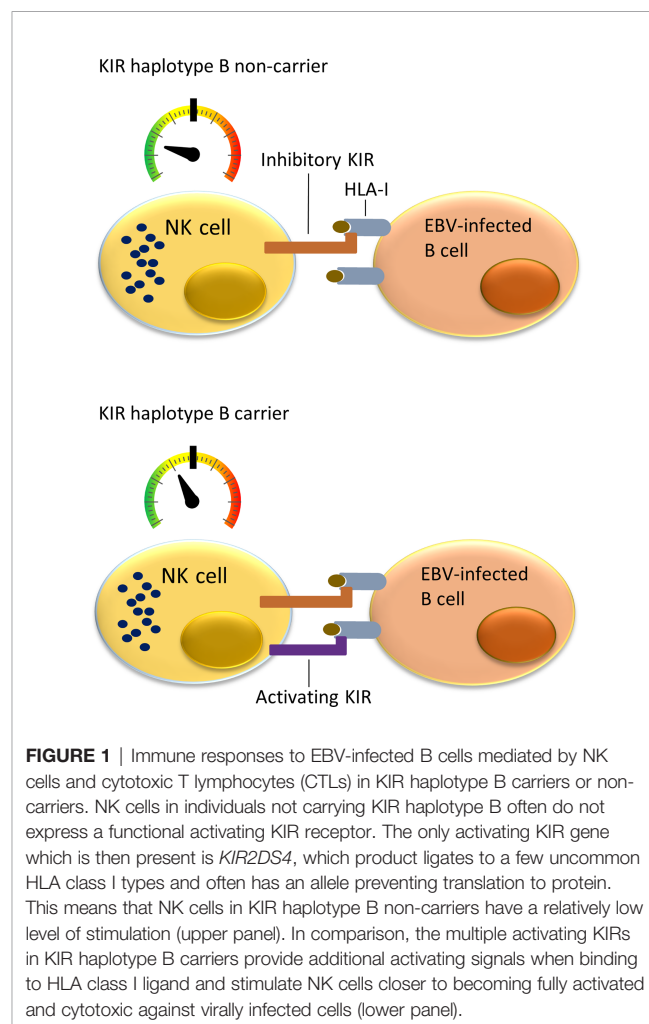 KIR haplotype B non-carrier
Inhibitory KIR
HLA-I
NK cell
EBV-infected
B cell
KIR haplotype B carrier
NK cell
EBV-infected
B cell
Activating KIR
FIGURE 1 | Immune responses to EBV-infected B cells mediated by NK
cells and cytotoxic T lymphocytes (CTLs) in KIR haplotype B carriers or non-
carriers. NK cells in individuals not carrying KIR haplotype B often do not
express a functional activating KIR receptor. The only activating KIR gene
which is then present is KIR2DS4, which product ligates to a few uncommon
HLA class I types and often has an allele preventing translation to protein.
This means that NK cells in KIR haplotype B non-carriers have a relatively low
level of stimulation (upper panel). In comparison, the multiple activating KIRs
in KIR haplotype B carriers provide additional activating signals when binding
to HLA class I ligand and stimulate NK cells closer to becoming fully activated
and cytotoxic against virally infected cells (lower panel).